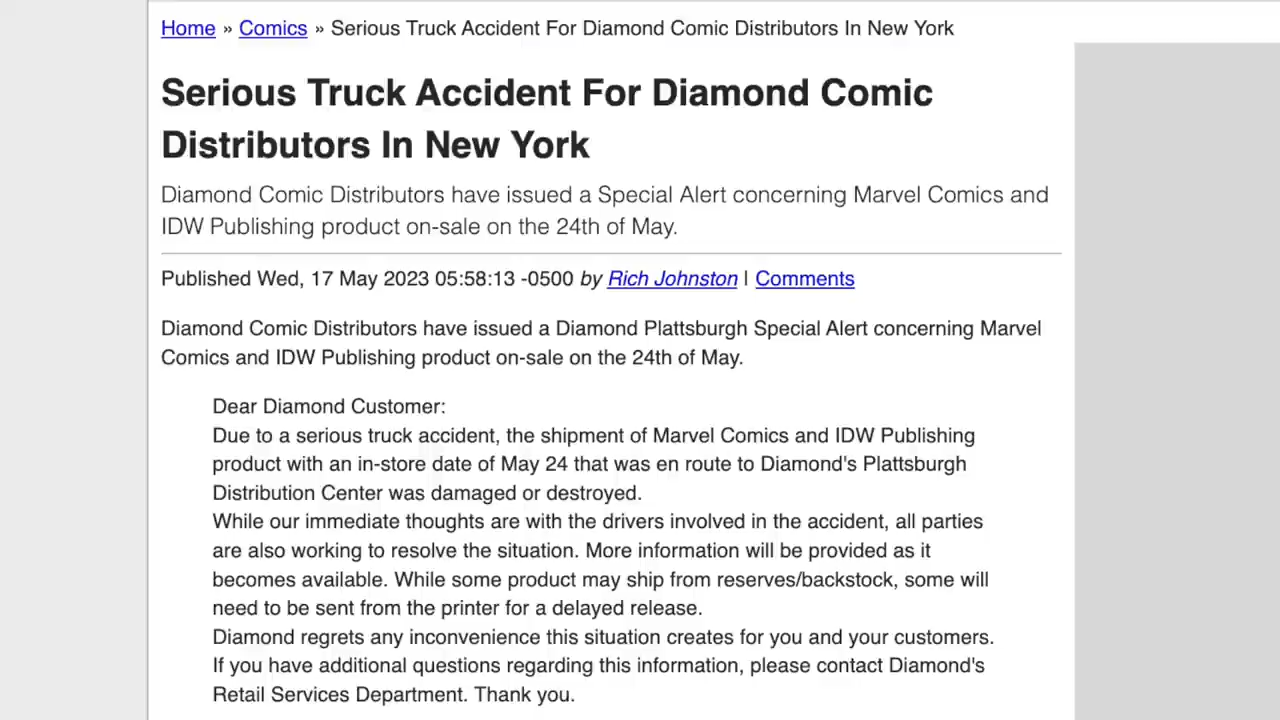 Home » Comics » Serious Truck Accident For Diamond Comic Distributors In New York
Serious Truck Accident For Diamond Comic
Distributors In New York
Diamond Comic Distributors have issued a Special Alert concerning Marvel Comics and
IDW Publishing product on-sale on the 24th of May.
Published Wed, 17 May 2023 05:58:13 -0500 by Rich Johnston | Comments
Diamond Comic Distributors have issued a Diamond Plattsburgh Special Alert concerning Marvel
Comics and IDW Publishing product on-sale on the 24th of May.
Dear Diamond Customer:
Due to a serious truck accident, the shipment of Marvel Comics and IDW Publishing
product with an in-store date of May 24 that was en route to Diamond's Plattsburgh
Distribution Center was damaged or destroyed.
While our immediate thoughts are with the drivers involved in the accident, all parties
are also working to resolve the situation. More information will be provided as it
becomes available. While some product may ship from reserves/backstock, some will
need to be sent from the printer for a delayed release.
Diamond regrets any inconvenience this situation creates for you and your customers.
If you have additional questions regarding this information, please contact Diamond's
Retail Services Department. Thank you.